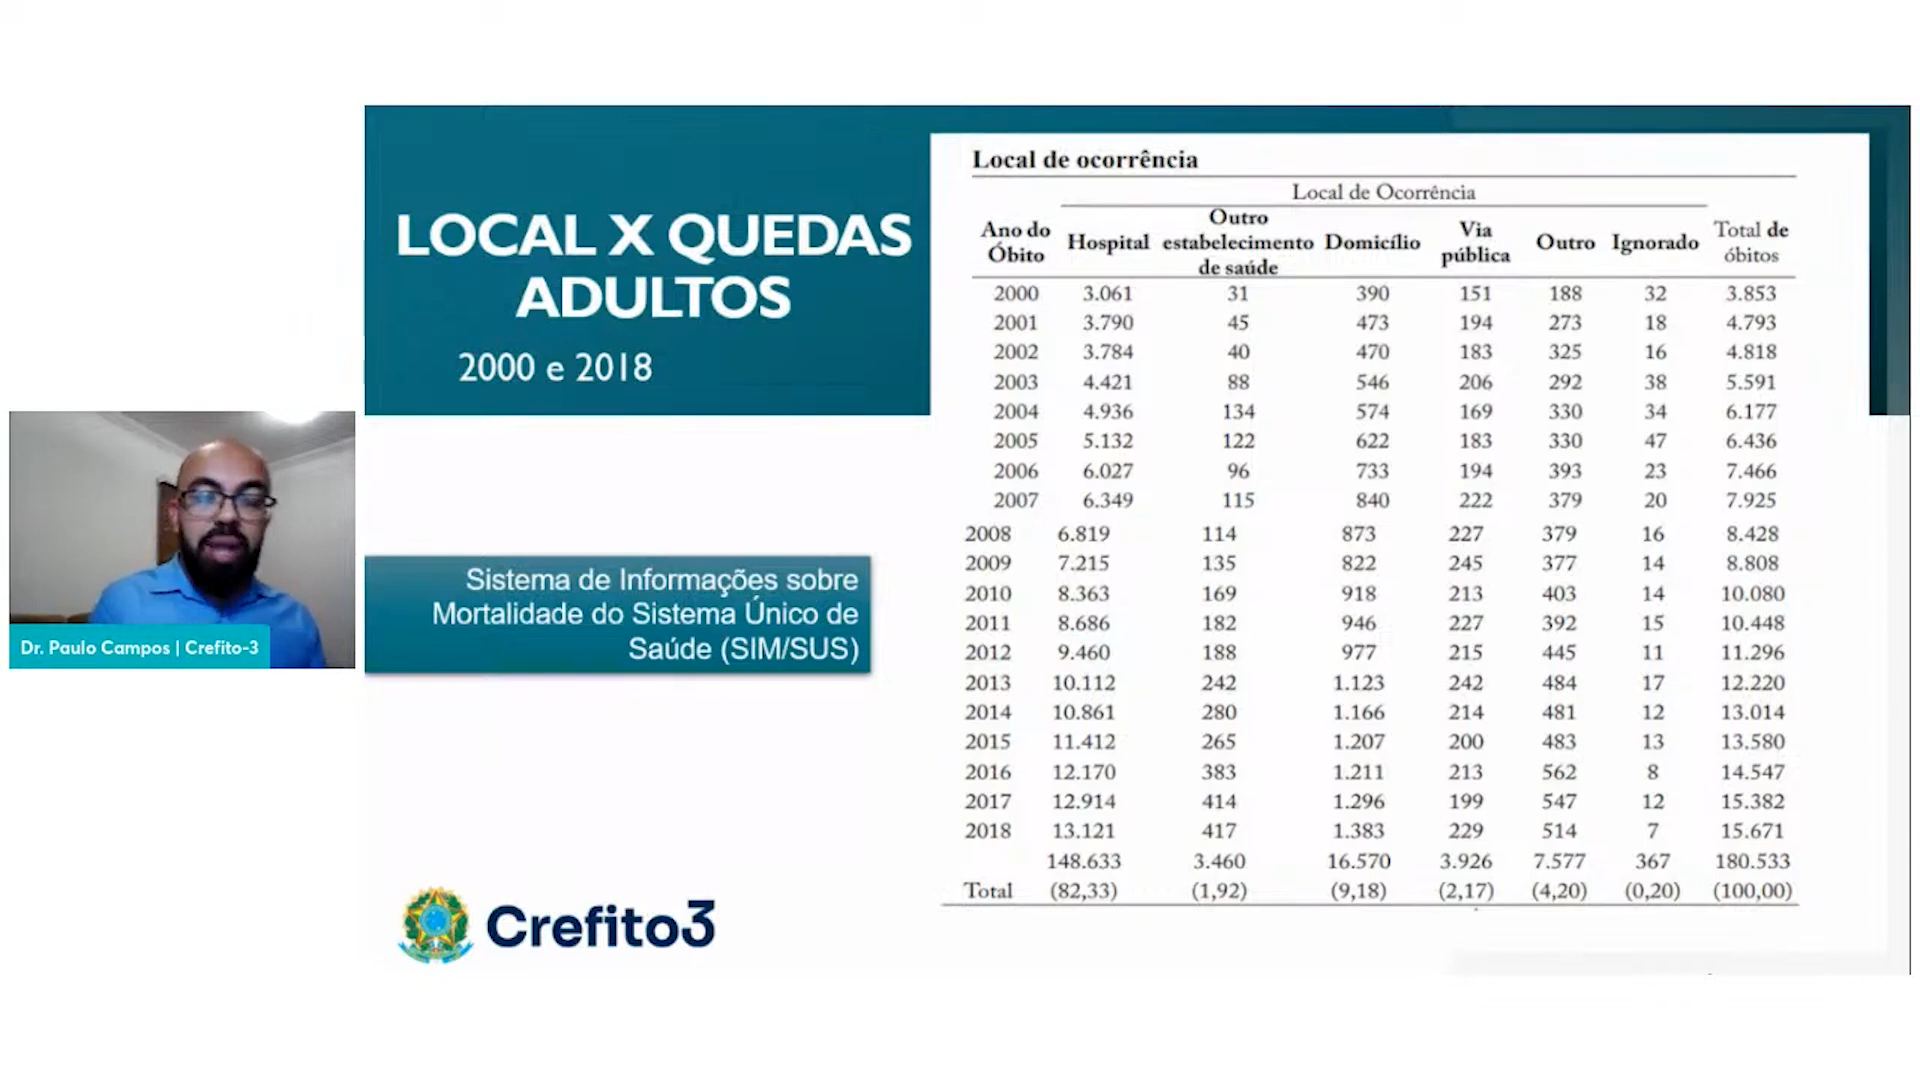 LOCAL X QUEDAS
ADULTOS
2000 e 2018
Dr. Paulo Campos | Crefito-3
Sistema de Informações sobre
Mortalidade do Sistema Único de
Saúde (SIM/SUS)
Crefito3
Local de ocorrência
Local de Ocorrência
Ano do Óbito Hospital Outro estabelecimento de saúde Domicílio Via pública Outro Ignorado Total de óbitos
2000 3.061 31 390 151 188 32 3.853
2001 3.790 45 473 194 273 18 4.793
2002 3.784 40 470 183 325 16 4.818
2003 4.421 88 546 206 292 38 5.591
2004 4.936 134 574 169 330 34 6.177
2005 5.132 122 622 183 330 47 6.436
2006 6.027 96 733 194 393 23 7.466
2007 6.349 115 840 222 379 20 7.925
2008 6.819 114 873 227 379 16 8.428
2009 7.215 135 822 245 377 14 8.808
2010 8.363 169 918 213 403 14 10.080
2011 8.686 182 946 227 392 15 10.448
2012 9.460 188 977 215 445 11 11.296
2013 10.112 242 1.123 242 484 17 12.220
2014 10.861 280 1.166 214 481 12 13.014
2015 11.412 265 1.207 200 483 13 13.580
2016 12.170 383 1.211 213 562 8 14.547
2017 12.914 414 1.296 199 547 12 15.382
2018 13.121 417 1.383 229 514 7 15.671
148.633 3.460 16.570 3.926 7.577 367 180.533
Total (82,33) (1,92) (9,18) (2,17) (4,20) (0,20) (100,00)